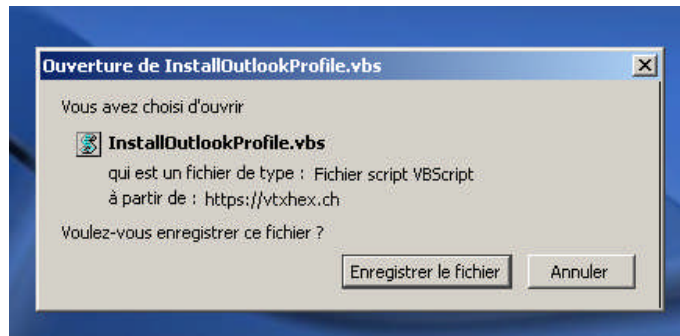 Ouverture de InstallOutlookProfile.vbs
Vous avez choisi d'ouvrir
InstallOutlookProfile.vbs
qui est un fichier de type : Fichier script VBScript
à partir de : https://vtxhex.ch
Voulez-vous enregistrer ce fichier ?
Enregistrer le fichier Annuler